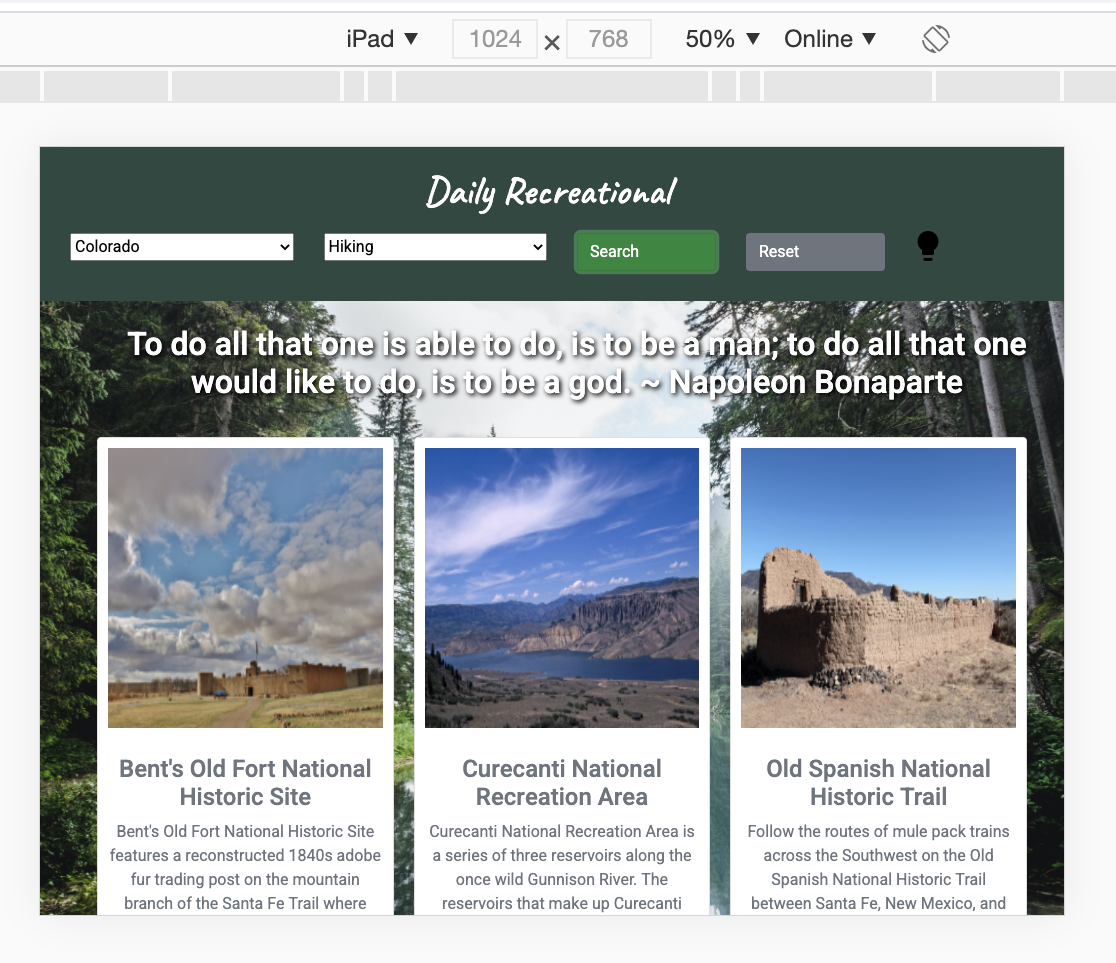 iPad ▼ 1024 × 768 50% ▼ Online ▼
Daily Recreational
Colorado Hiking Search Reset
To do all that one is able to do, is to be a man; to do all that one
would like to do, is to be a god. ~ Napoleon Bonaparte
Bent's Old Fort National
Historic Site
Bent's Old Fort National Historic Site
features a reconstructed 1840s adobe
fur trading post on the mountain
branch of the Santa Fe Trail where
Curecanti National
Recreation Area
Curecanti National Recreation Area is
a series of three reservoirs along the
once wild Gunnison River. The
reservoirs that make up Curecanti
Old Spanish National
Historic Trail
Follow the routes of mule pack trains
across the Southwest on the Old
Spanish National Historic Trail
between Santa Fe, New Mexico, and